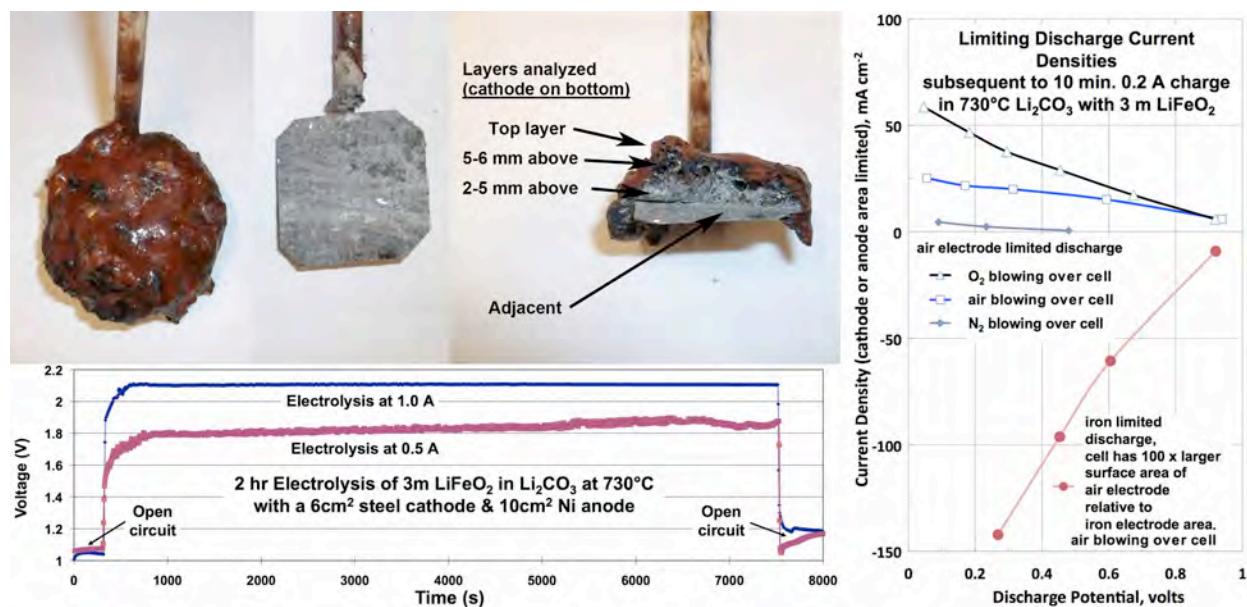 Layers analyzed
(cathode on bottom)
Top layer
5-6 mm above
2-5 mm above
Adjacent
2.2
2
1.8
1.6
1.4
1.2
1
Voltage (V)
Electrolysis at 1.0 A
Electrolysis at 0.5 A
2 hr Electrolysis of 3m LiFeO₂ in Li₂CO₃ at 730°C
with a 6cm² steel cathode & 10cm² Ni anode
Open
circuit
Open
circuit
0 1000 2000 3000 4000 5000 6000 7000 8000
Time (s)
Current Density (cathode or anode area limited), mA cm⁻²
100
50
0
-50
-100
-150
Limiting Discharge Current
Densities
subsequent to 10 min. 0.2 A charge
in 730°C Li₂CO₃ with 3 m LiFeO₂
air electrode limited discharge
O₂ blowing over cell
air blowing over cell
N₂ blowing over cell
iron limited
discharge,
cell has 100 x larger
surface area of
air electrode
relative to
iron electrode area.
air blowing over cell
0 0.2 0.4 0.6 0.8 1
Discharge Potential, volts